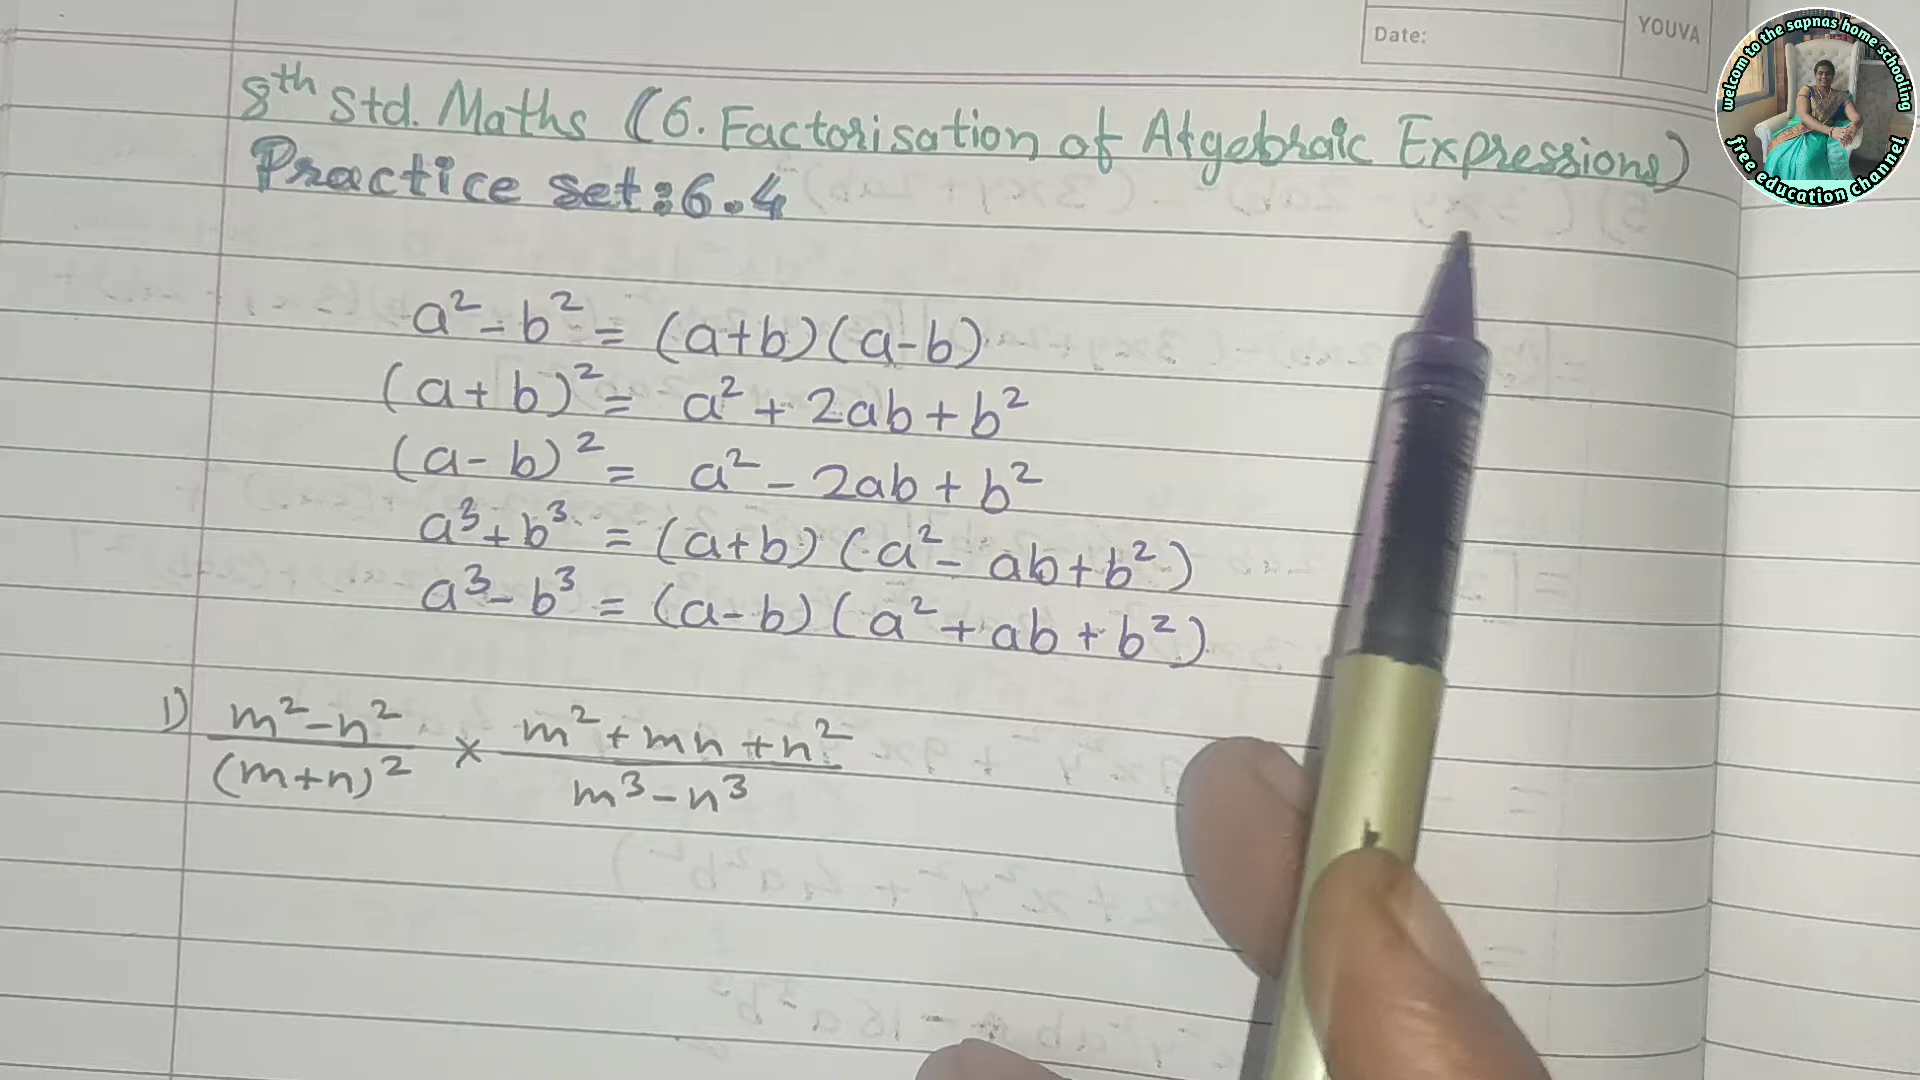 Date:
YOUVA
welcom to the sapnas home schooling
free education channel
8th Std. Maths (6. Factorisation of Algebraic Expressions)
Practice set:6.4
a² - b² = (a+b)(a-b)
(a+b)² = a² + 2ab + b²
(a-b)² = a² - 2ab + b²
a³+b³ = (a+b)(a² - ab+b²)
a³-b³ = (a-b)(a² + ab + b²)
1) m²-n²/(m+n)² × m²+mn+n²/m³-n³